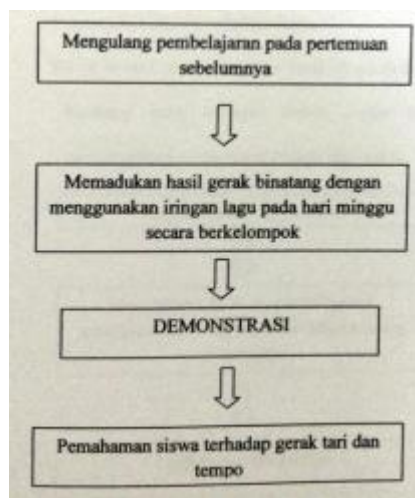 Mengulang pembelajaran pada pertemuan
sebelumnya
Memadukan hasil gerak binatang dengan
menggunakan iringan lagu pada hari minggu
secara berkelompok
DEMONSTRASI
Pemahaman siswa terhadap gerak tari dan
tempo